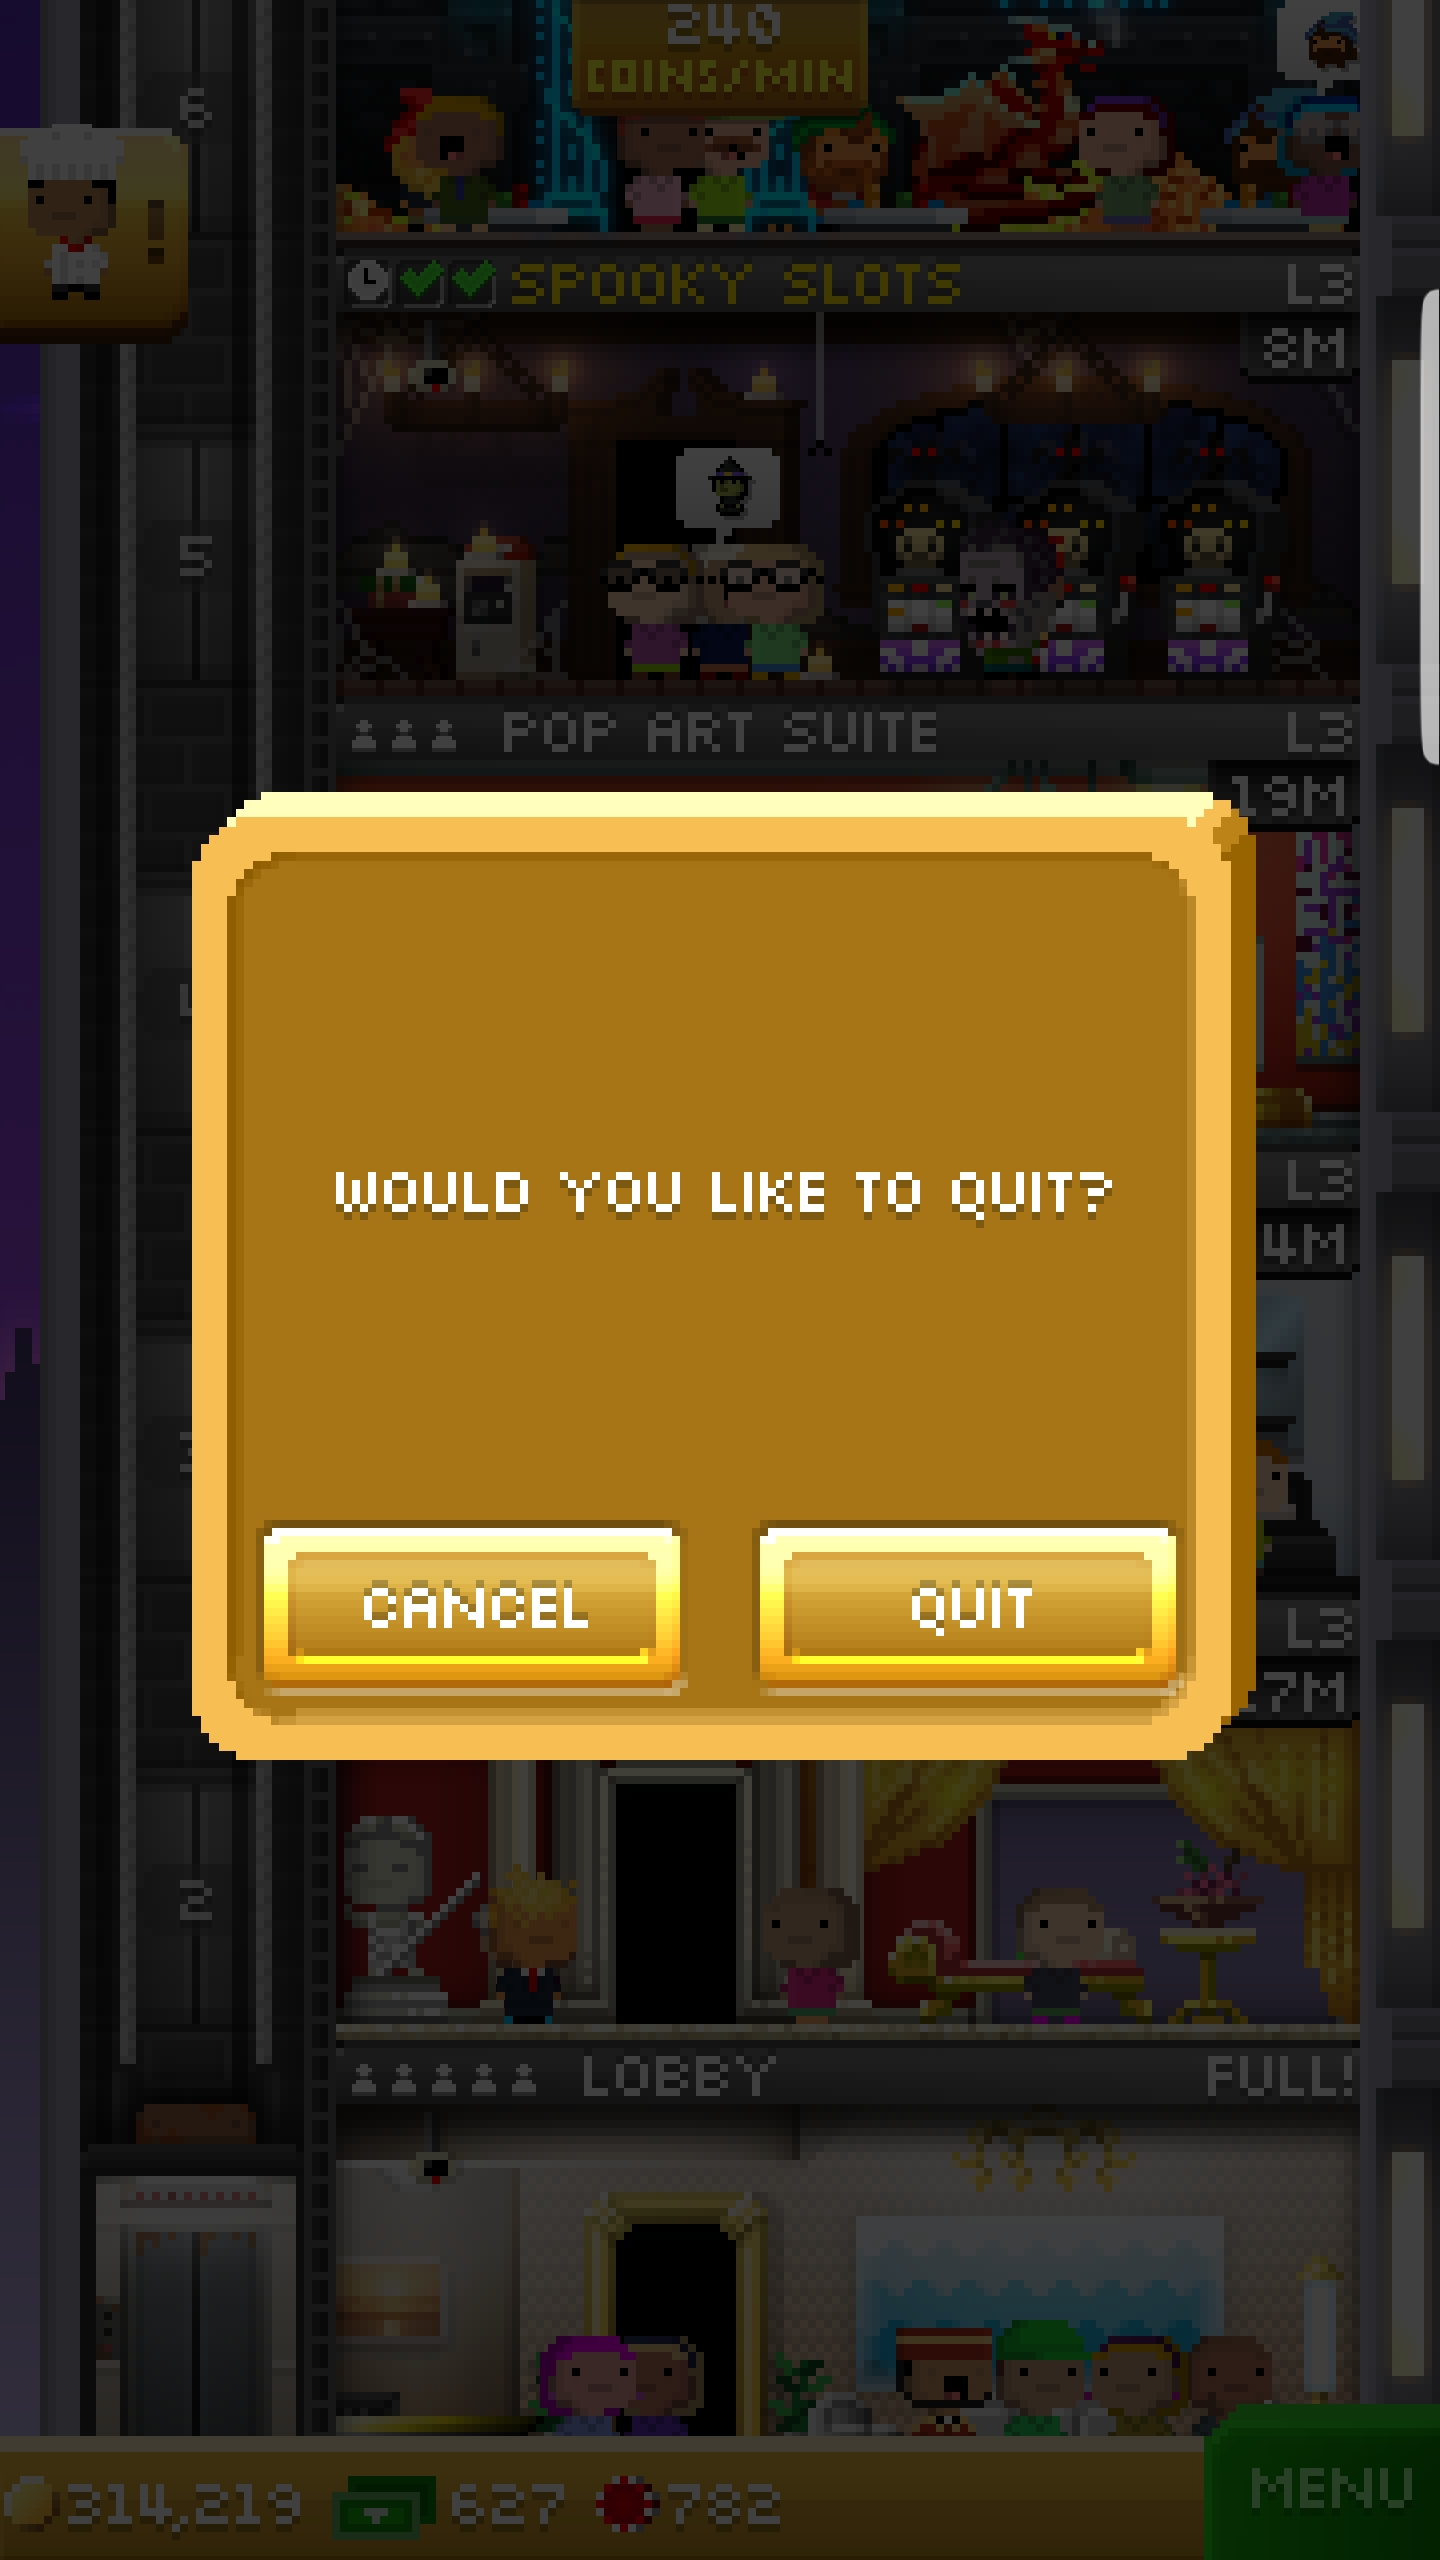 240
COINS/MIN
6
SPOOKY SLOTS L3
8M
5
POP ART SUITE L3
19M
L3
4M
WOULD YOU LIKE TO QUIT?
CANCEL QUIT
L3
7M
2
LOBBY FULL!
314,219 627 782 MENU